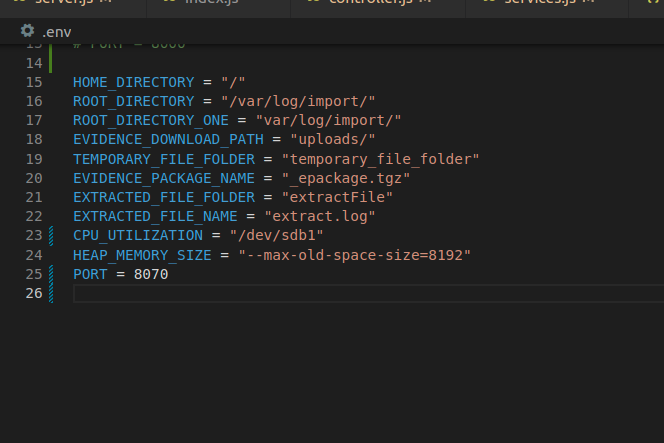 server.js M index.js controller.js M services.js M
.env
13 # PORT = 8000
14
15 HOME_DIRECTORY = "/"
16 ROOT_DIRECTORY = "/var/log/import/"
17 ROOT_DIRECTORY_ONE = "var/log/import/"
18 EVIDENCE_DOWNLOAD_PATH = "uploads/"
19 TEMPORARY_FILE_FOLDER = "temporary_file_folder"
20 EVIDENCE_PACKAGE_NAME = "_epackage.tgz"
21 EXTRACTED_FILE_FOLDER = "extractFile"
22 EXTRACTED_FILE_NAME = "extract.log"
23 CPU_UTILIZATION = "/dev/sdb1"
24 HEAP_MEMORY_SIZE = "--max-old-space-size=8192"
25 PORT = 8070
26